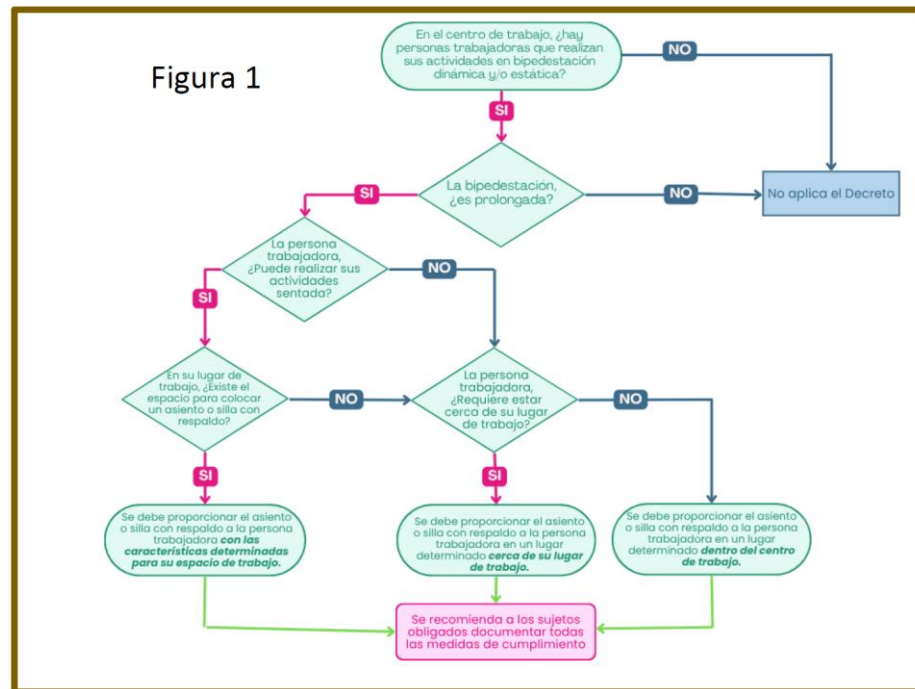 Figura 1
En el centro de trabajo, ¿hay
personas trabajadoras que realizan
sus actividades en bipedestación
dinámica y/o estática?
NO
SI
La bipedestación,
¿es prolongada?
SI
NO
No aplica el Decreto
La persona
trabajadora,
¿Puede realizar sus
actividades
sentada?
NO
SI
En su lugar de
trabajo, ¿Existe el
espacio para colocar
un asiento o silla con
respaldo?
NO
La persona
trabajadora,
¿Requiere estar
cerca de su lugar
de trabajo?
NO
SI
SI
Se debe proporcionar el asiento
o silla con respaldo a la persona
trabajadora con las
características determinadas
para su espacio de trabajo.
Se debe proporcionar el asiento
o silla con respaldo a la persona
trabajadora en un lugar
determinado cerca de su lugar
de trabajo.
Se debe proporcionar el asiento
o silla con respaldo a la persona
trabajadora en un lugar
determinado dentro del centro
de trabajo.
Se recomienda a los sujetos
obligados documentar todas
las medidas de cumplimiento